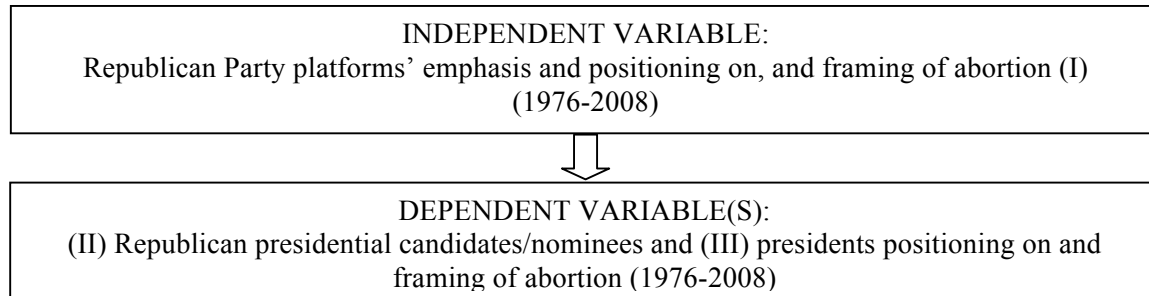 INDEPENDENT VARIABLE:
Republican Party platforms’ emphasis and positioning on, and framing of abortion (I)
(1976-2008)
DEPENDENT VARIABLE(S):
(II) Republican presidential candidates/nominees and (III) presidents positioning on and
framing of abortion (1976-2008)